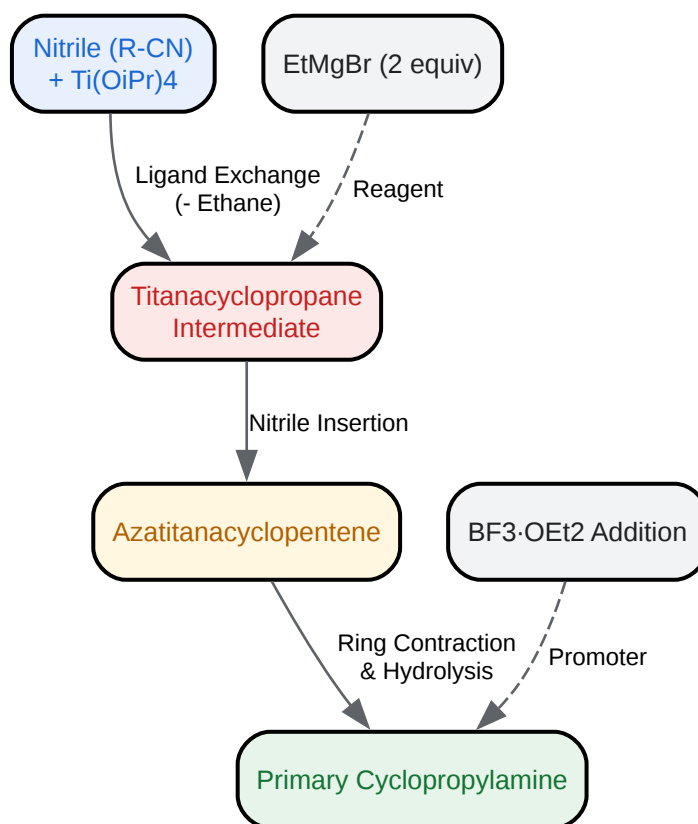 Nitrile (R-CN)
+ Ti(OiPr)4
EtMgBr (2 equiv)
Ligand Exchange
(- Ethane)
Reagent
Titanacyclopropane
Intermediate
Nitrile Insertion
Azatitanacyclopentene
BF3·OEt2 Addition
Ring Contraction
& Hydrolysis
Promoter
Primary Cyclopropylamine